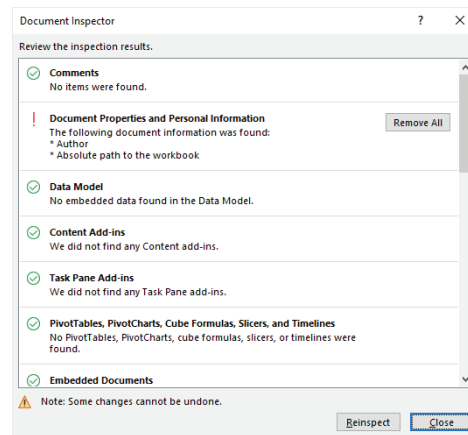 Document Inspector ? ×
Review the inspection results.
Comments
No items were found.
! Document Properties and Personal Information
The following document information was found:
* Author
* Absolute path to the workbook
Remove All
Data Model
No embedded data found in the Data Model.
Content Add-ins
We did not find any Content add-ins.
Task Pane Add-ins
We did not find any Task Pane add-ins.
PivotTables, PivotCharts, Cube Formulas, Slicers, and Timelines
No PivotTables, PivotCharts, cube formulas, slicers, or timelines were
found.
Embedded Documents
Note: Some changes cannot be undone.
Reinspect Close